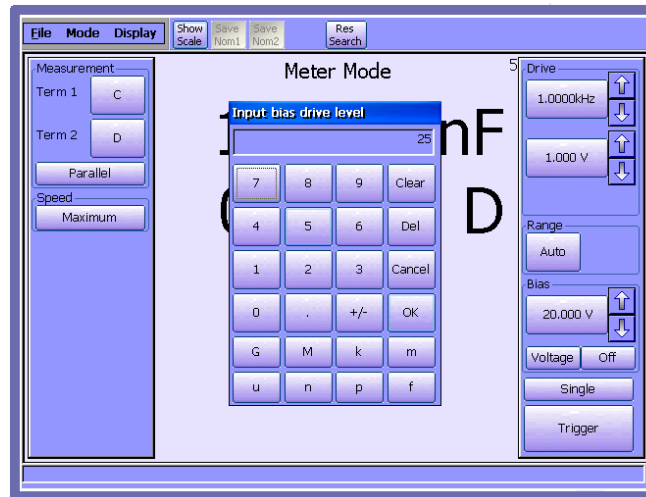 File Mode Display Show Scale Save Nom1 Save Nom2 Res Search
Measurement
Term 1 C
Term 2 D
Parallel
Speed
Maximum
Meter Mode
5
nF
D
Input bias drive level
25
7 8 9 Clear
4 5 6 Del
1 2 3 Cancel
0 . +/- OK
G M k m
u n p f
Drive
1.0000kHz
1.000 V
Range
Auto
Bias
20.000 V
Voltage Off
Single
Trigger